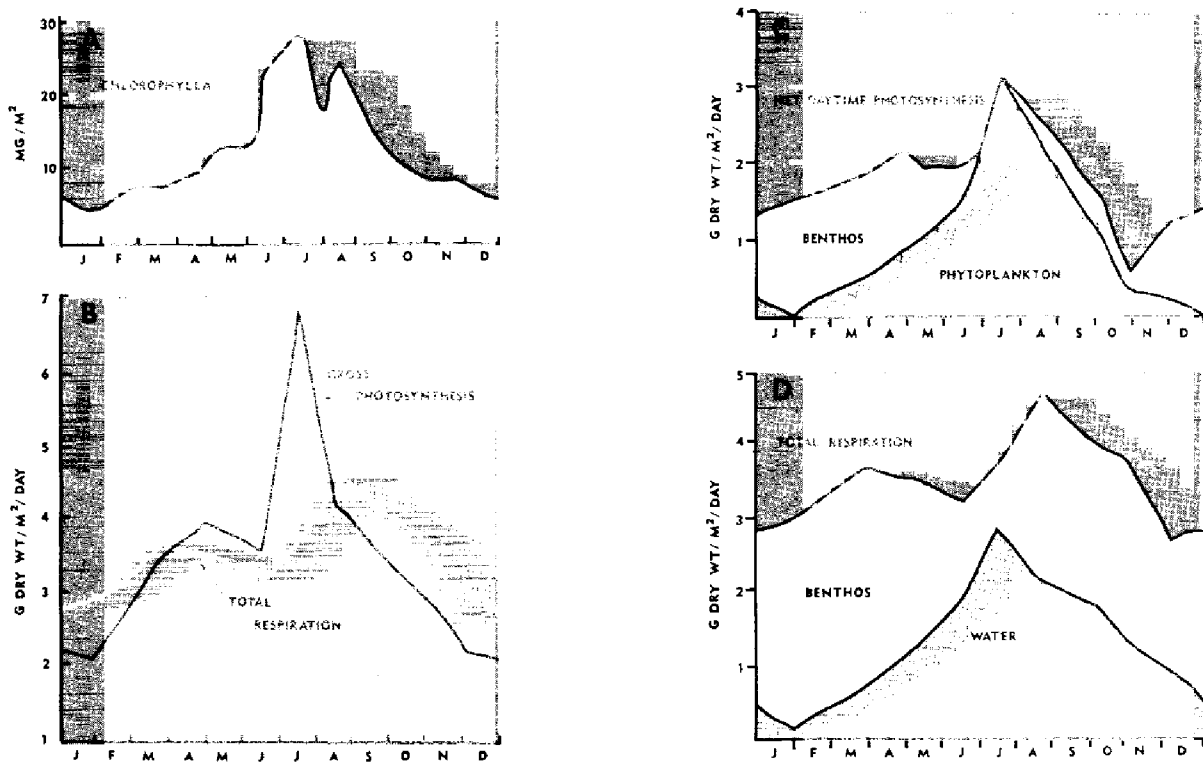 A
30
20
10
MG/M²
CHLOROPHYLL A
J F M A M J J A S O N D
B
7
6
5
4
3
2
1
G DRY WT/M²/DAY
GROSS
PHOTOSYNTHESIS
TOTAL
RESPIRATION
J F M A M J J A S O N D
C
4
3
2
1
G DRY WT/M²/DAY
NET DAYTIME PHOTOSYNTHESIS
BENTHOS
PHYTOPLANKTON
J F M A M J J A S O N D
D
5
4
3
2
1
G DRY WT/M²/DAY
TOTAL RESPIRATION
BENTHOS
WATER
J F M A M J J A S O N D